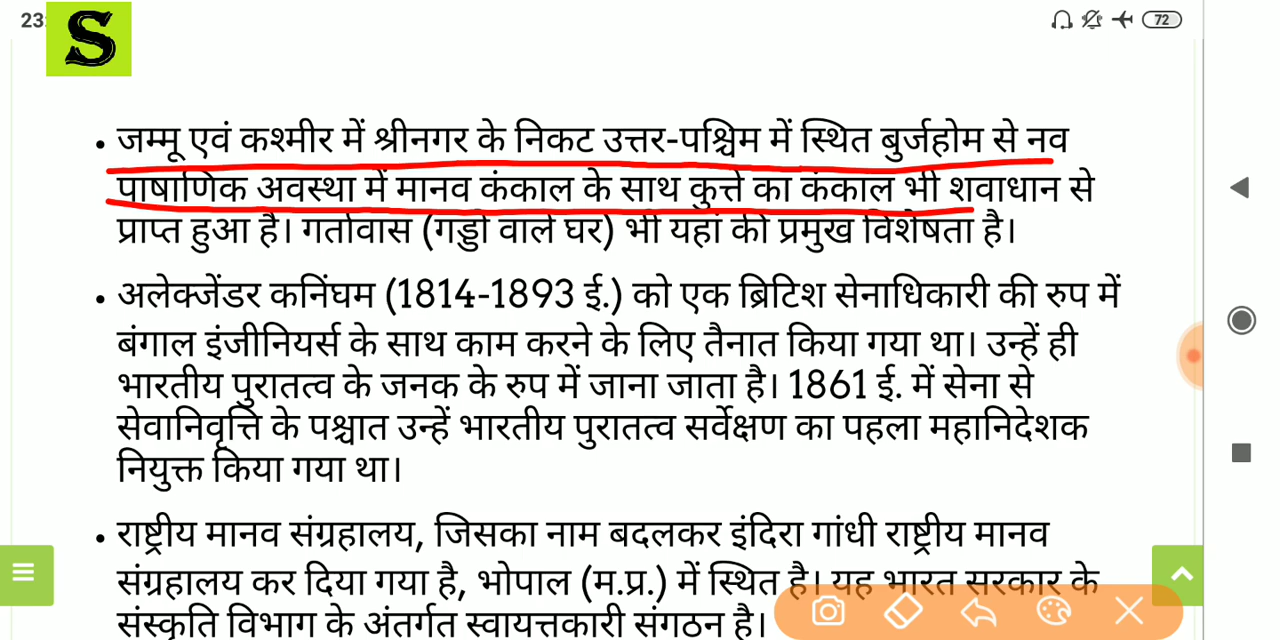 23:
S
72
• जम्मू एवं कश्मीर में श्रीनगर के निकट उत्तर-पश्चिम में स्थित बुर्जहोम से नव
पाषाणिक अवस्था में मानव कंकाल के साथ कुत्ते का कंकाल भी शवाधान से
प्राप्त हुआ है। गर्तावास (गड्ढों वाले घर) भी यहां की प्रमुख विशेषता है।
• अलेक्जेंडर कनिंघम (1814-1893 ई.) को एक ब्रिटिश सेनाधिकारी की रुप में
बंगाल इंजीनियर्स के साथ काम करने के लिए तैनात किया गया था। उन्हें ही
भारतीय पुरातत्व के जनक के रुप में जाना जाता है। 1861 ई. में सेना से
सेवानिवृत्ति के पश्चात उन्हें भारतीय पुरातत्व सर्वेक्षण का पहला महानिदेशक
नियुक्त किया गया था।
• राष्ट्रीय मानव संग्रहालय, जिसका नाम बदलकर इंदिरा गांधी राष्ट्रीय मानव
संग्रहालय कर दिया गया है, भोपाल (म.प्र.) में स्थित है। यह भारत सरकार के
संस्कृति विभाग के अंतर्गत स्वायत्तकारी संगठन है।